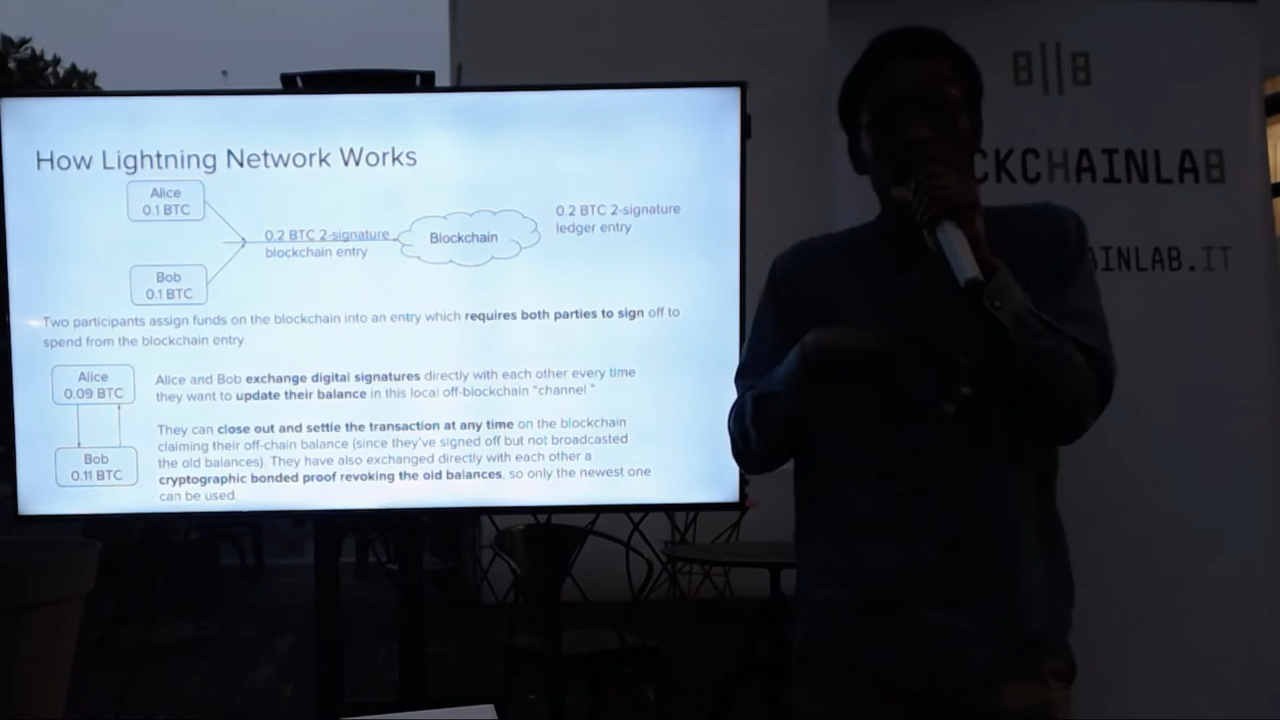 How Lightning Network Works
Alice
0.1 BTC
0.2 BTC 2-signature
blockchain entry
Blockchain
0.2 BTC 2-signature
ledger entry
Bob
0.1 BTC
Two participants assign funds on the blockchain into an entry which requires both parties to sign off to
spend from the blockchain entry.
Alice
0.09 BTC
Bob
0.11 BTC
Alice and Bob exchange digital signatures directly with each other every time
they want to update their balance in this local off-blockchain "channel."
They can close out and settle the transaction at any time on the blockchain
claiming their off-chain balance (since they've signed off but not broadcasted
the old balances). They have also exchanged directly with each other a
cryptographic bonded proof revoking the old balances, so only the newest one
can be used.
B||B
CKCHAINLAB
AINLAB.IT